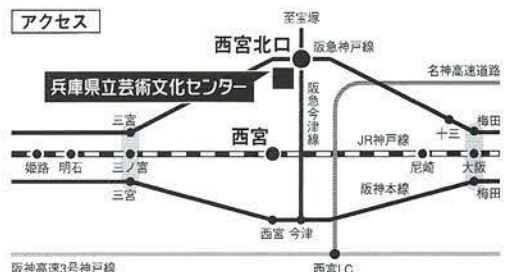 アクセス
至宝塚
西宮北口
阪急神戸線
兵庫県立芸術文化センター
名神高速道路
阪急今津線
三宮
十三
梅田
西宮
JR神戸線
姫路
明石
三ノ宮
尼崎
大阪
三宮
阪神本線
梅田
西宮
今津
阪神高速3号神戸線
西宮I.C.